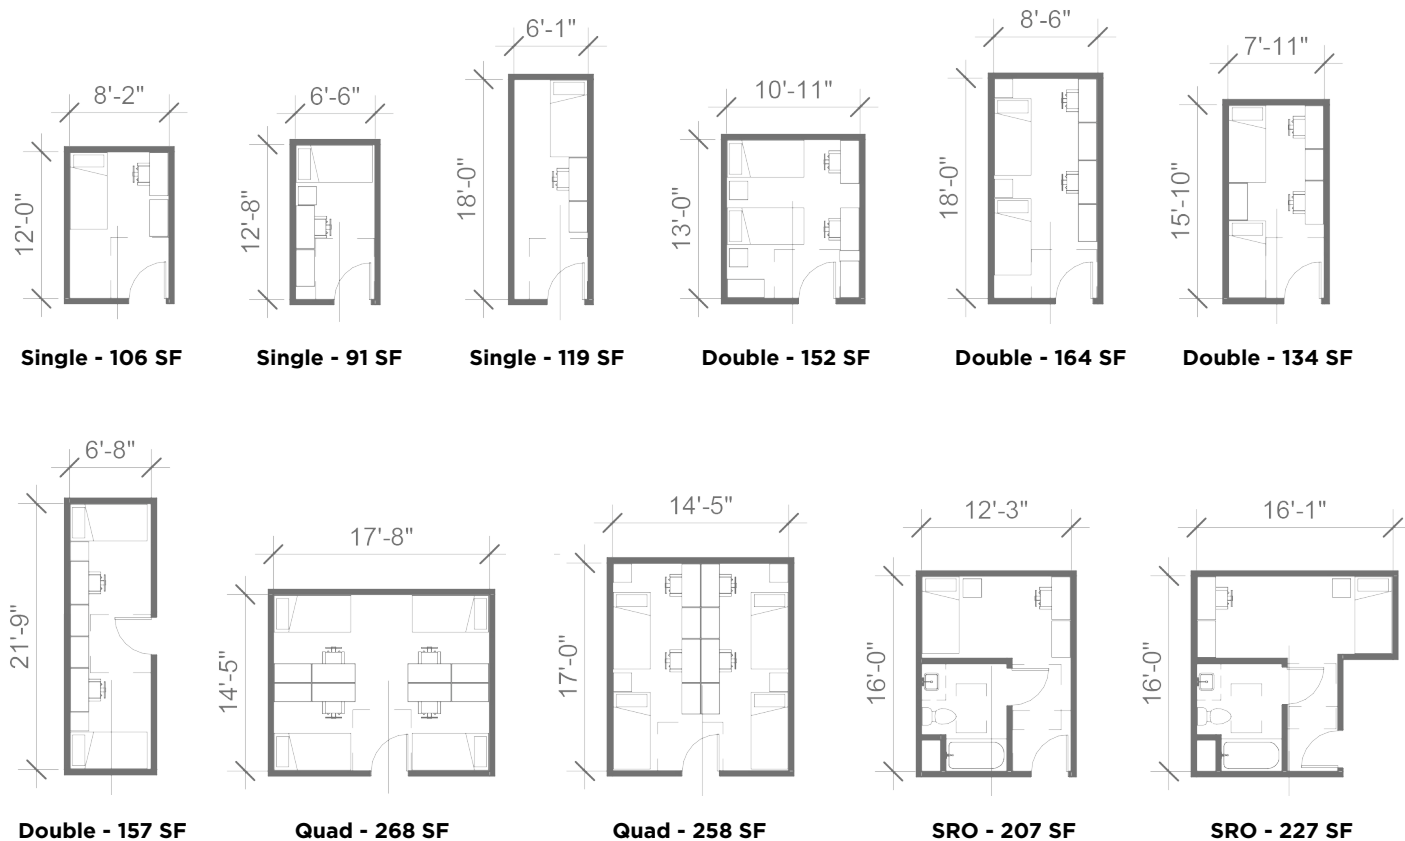 8'-2"
12'-0"
Single - 106 SF
6'-6"
12'-8"
Single - 91 SF
6'-1"
18'-0"
Single - 119 SF
10'-11"
13'-0"
Double - 152 SF
8'-6"
18'-0"
Double - 164 SF
7'-11"
15'-10"
Double - 134 SF
6'-8"
21'-9"
Double - 157 SF
17'-8"
14'-5"
Quad - 268 SF
14'-5"
17'-0"
Quad - 258 SF
12'-3"
16'-0"
SRO - 207 SF
16'-1"
16'-0"
SRO - 227 SF